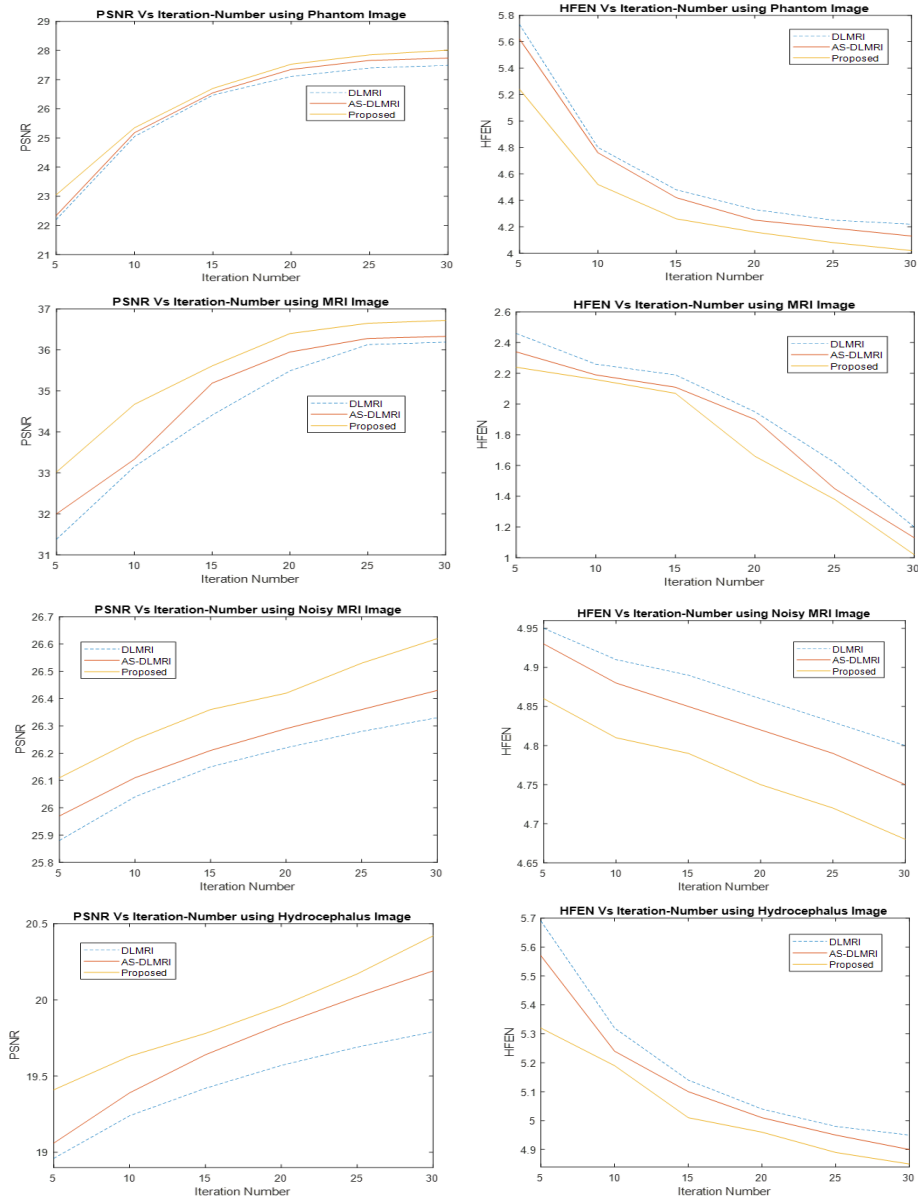 PSNR Vs Iteration-Number using Phantom Image
29
28
27
26
25
24
23
22
21
PSNR
DLMRI
AS-DLMRI
Proposed
5 10 15 20 25 30
Iteration Number
HFEN Vs Iteration-Number using Phantom Image
5.8
5.6
5.4
5.2
5
4.8
4.6
4.4
4.2
4
HFEN
DLMRI
AS-DLMRI
Proposed
5 10 15 20 25 30
Iteration Number
PSNR Vs Iteration-Number using MRI Image
37
36
35
34
33
32
31
PSNR
DLMRI
AS-DLMRI
Proposed
5 10 15 20 25 30
Iteration Number
HFEN Vs Iteration-Number using MRI Image
2.6
2.4
2.2
2
1.8
1.6
1.4
1.2
1
HFEN
DLMRI
AS-DLMRI
Proposed
5 10 15 20 25 30
Iteration Number
PSNR Vs Iteration-Number using Noisy MRI Image
26.7
26.6
26.5
26.4
26.3
26.2
26.1
26
25.9
25.8
PSNR
DLMRI
AS-DLMRI
Proposed
5 10 15 20 25 30
Iteration Number
HFEN Vs Iteration-Number using Noisy MRI Image
4.95
4.9
4.85
4.8
4.75
4.7
4.65
HFEN
DLMRI
AS-DLMRI
Proposed
5 10 15 20 25 30
Iteration Number
PSNR Vs Iteration-Number using Hydrocephalus Image
20.5
20
19.5
19
PSNR
DLMRI
AS-DLMRI
Proposed
5 10 15 20 25 30
Iteration Number
HFEN Vs Iteration-Number using Hydrocephalus Image
5.7
5.6
5.5
5.4
5.3
5.2
5.1
5
4.9
HFEN
DLMRI
AS-DLMRI
Proposed
5 10 15 20 25 30
Iteration Number